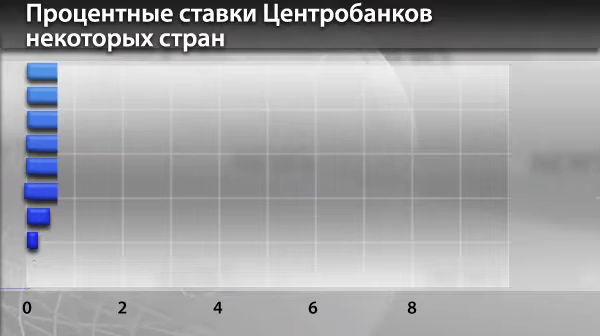 Процентные ставки Центробанков
некоторых стран
0 2 4 6 8